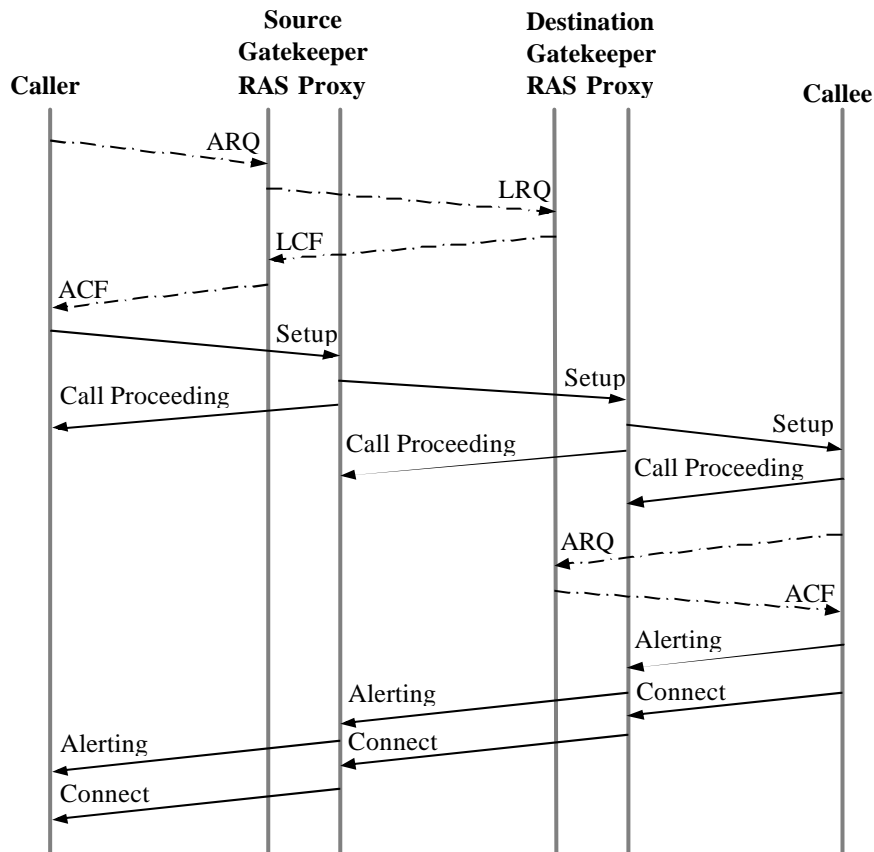 Source
Gatekeeper
RAS Proxy
Destination
Gatekeeper
RAS Proxy
Caller
Callee
ARQ
LRQ
LCF
ACF
Setup
Setup
Call Proceeding
Setup
Call Proceeding
Call Proceeding
ARQ
ACF
Alerting
Alerting
Connect
Alerting
Connect
Connect